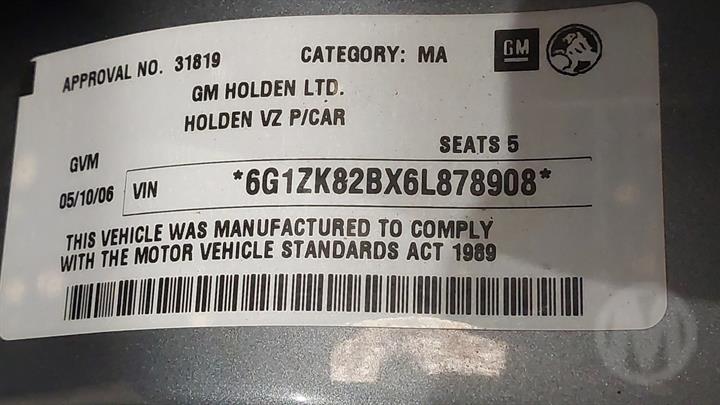 APPROVAL NO. 31819 CATEGORY: MA GM
GM HOLDEN LTD.
HOLDEN VZ P/CAR
SEATS 5
GVM
05/10/06 VIN *6G1ZK82BX6L878908*
THIS VEHICLE WAS MANUFACTURED TO COMPLY
WITH THE MOTOR VEHICLE STANDARDS ACT 1989
M